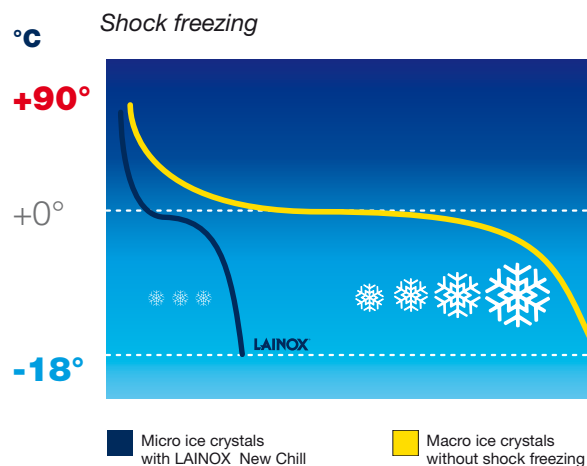 Shock freezing
°C
+90°
+0°
LAINOX
-18°
Micro ice crystals
with LAINOX New Chill
Macro ice crystals
without shock freezing